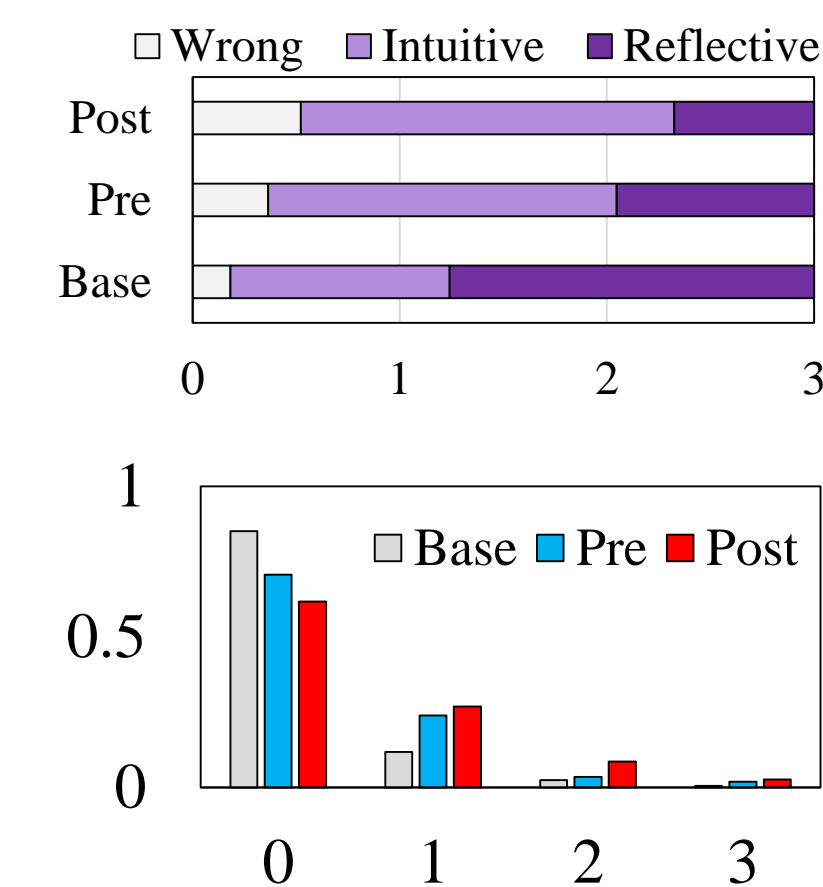 Wrong Intuitive Reflective
Post
Pre
Base
0 1 2 3
1
Base Pre Post
0.5
0
0 1 2 3